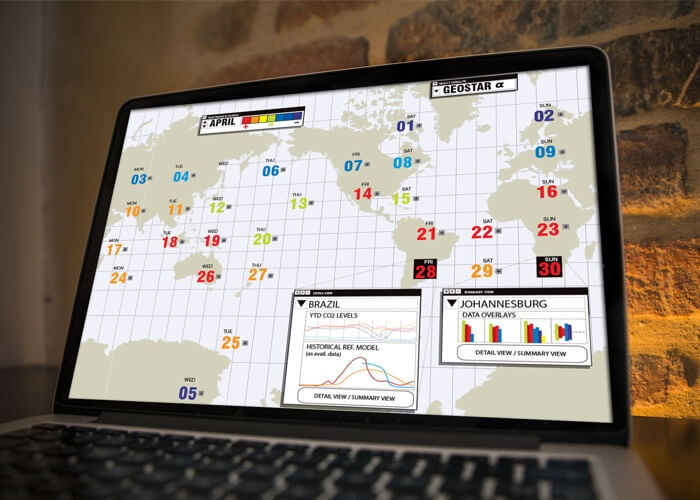 GEOSTAR α
APRIL
+ -
SAT
01
SUN
02
MON
03
TUE
04
WED
THU
06
FRI
07
SAT
08
SUN
09
MON
10
TUE
11
WED
12
THU
13
FRI
14
SAT
15
SUN
16
MON
17
TUE
18
WED
19
THU
20
FRI
21
SAT
22
SUN
23
MON
24
TUE
25
WED
26
THU
27
FRI
28
SAT
29
SUN
30
05
DETAIL VIEW
BRAZIL
YTD CO2 LEVELS
HISTORICAL REF. MODEL
(as avail. data)
DETAIL VIEW / SUMMARY VIEW
SUMMARY VIEW
JOHANNESBURG
DATA OVERLAYS
DETAIL VIEW / SUMMARY VIEW